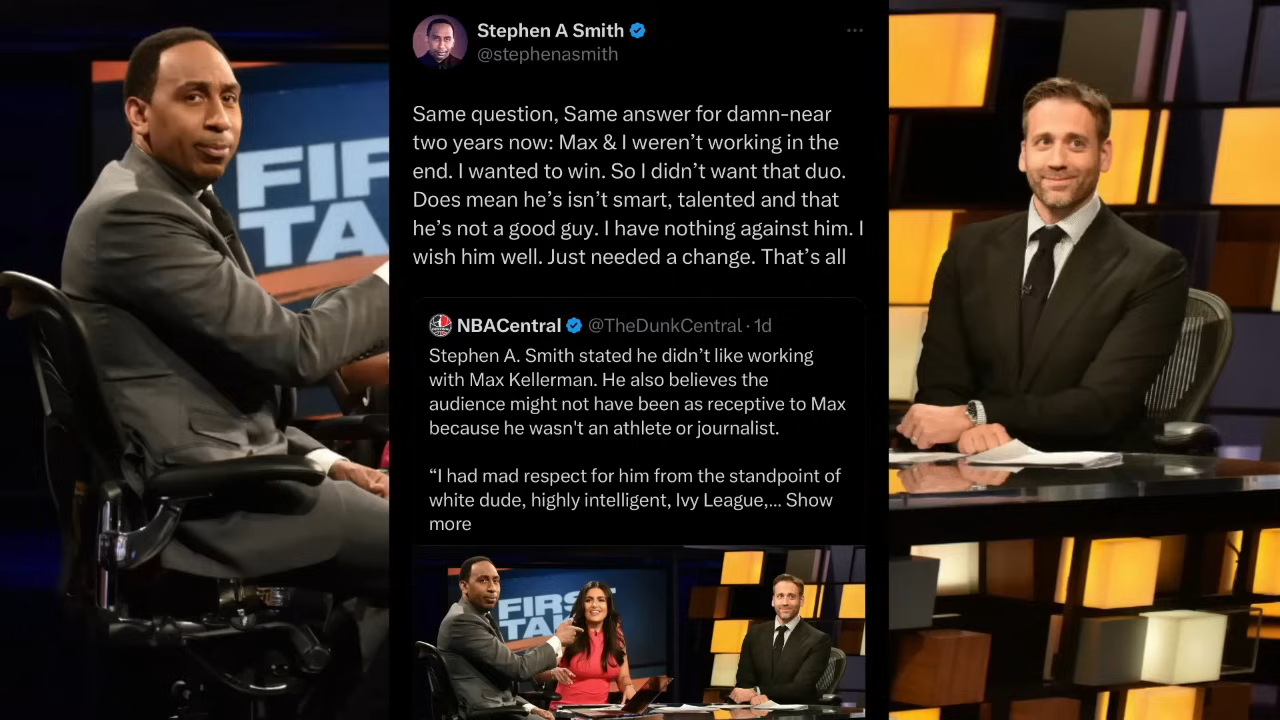 FIR
TA
Stephen A Smith
@stephenasmith
Same question, Same answer for damn-near
two years now: Max & I weren’t working in the
end. I wanted to win. So I didn’t want that duo.
Does mean he’s isn’t smart, talented and that
he’s not a good guy. I have nothing against him. I
wish him well. Just needed a change. That’s all
NBACentral @TheDunkCentral · 1d
Stephen A. Smith stated he didn’t like working
with Max Kellerman. He also believes the
audience might not have been as receptive to Max
because he wasn't an athlete or journalist.
“I had mad respect for him from the standpoint of
white dude, highly intelligent, Ivy League,... Show
more
FIRST
TA